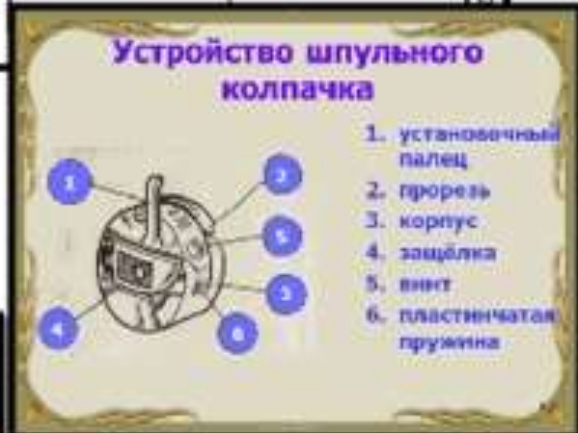 Устройство шпульного
колпачка
1. установочный
палец
2. прорезь
3. корпус
4. защёлка
5. винт
6. пластинчатая
пружина
1
2
5
3
6
4